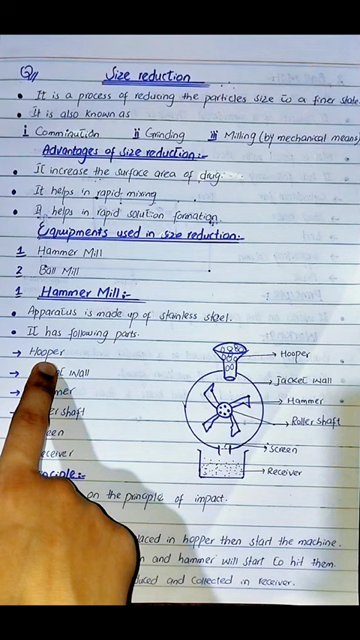 Q//
Size reduction
• It is a process of reducing the particles size to a finer state
• It is also known as
i Comminution ii Grinding iii Milling (by mechanical means)
Advantages of size reduction:-
• It increase the surface area of drug.
• It helps in rapid mixing
• It helps in rapid solution formation.
Equipments used in size reduction:
1 Hammer Mill
2 Ball Mill
1 Hammer Mill:-
• Apparatus is made up of stainless steel.
• It has following parts.
→ Hooper
→ wall
→
shaft
Hooper
Jacket wall
Hammer
Roller shaft
Screen
Receiver
on the principle of impact.
in hopper then start the machine.
and hammer will start to hit them.
and collected in receiver.